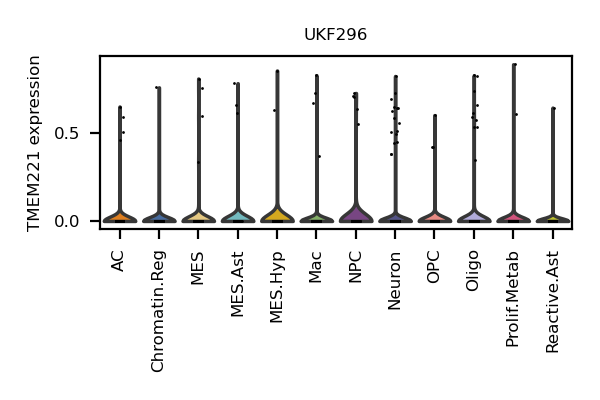 UKF296
TMEM221 expression
0.5
0.0
AC
Chromatin.Reg
MES
MES.Ast
MES.Hyp
Mac
NPC
Neuron
OPC
Oligo
Prolif.Metab
Reactive.Ast